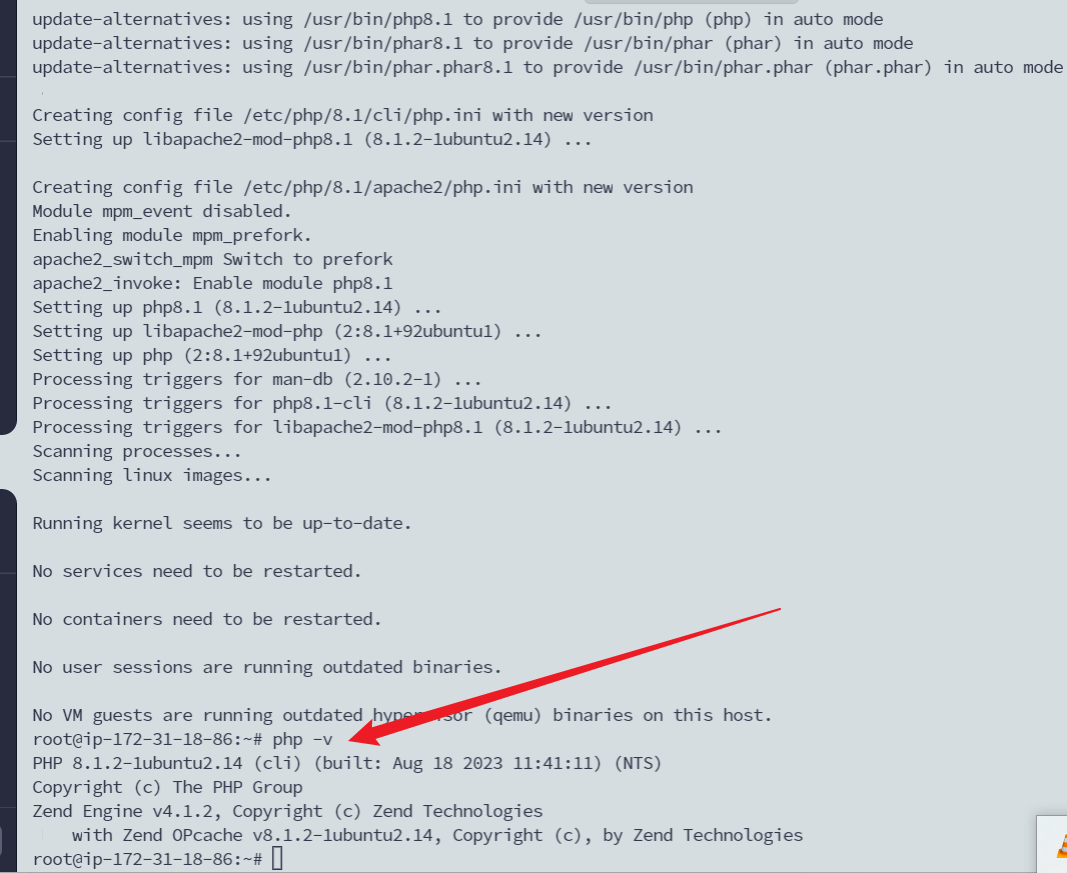 update-alternatives: using /usr/bin/php8.1 to provide /usr/bin/php (php) in auto mode
update-alternatives: using /usr/bin/phar8.1 to provide /usr/bin/phar (phar) in auto mode
update-alternatives: using /usr/bin/phar.phar8.1 to provide /usr/bin/phar.phar (phar.phar) in auto mode
Creating config file /etc/php/8.1/cli/php.ini with new version
Setting up libapache2-mod-php8.1 (8.1.2-1ubuntu2.14) ...
Creating config file /etc/php/8.1/apache2/php.ini with new version
Module mpm_event disabled.
Enabling module mpm_prefork.
apache2_switch_mpm Switch to prefork
apache2_invoke: Enable module php8.1
Setting up php8.1 (8.1.2-1ubuntu2.14) ...
Setting up libapache2-mod-php (2:8.1+92ubuntu1) ...
Setting up php (2:8.1+92ubuntu1) ...
Processing triggers for man-db (2.10.2-1) ...
Processing triggers for php8.1-cli (8.1.2-1ubuntu2.14) ...
Processing triggers for libapache2-mod-php8.1 (8.1.2-1ubuntu2.14) ...
Scanning processes...
Scanning linux images...
Running kernel seems to be up-to-date.
No services need to be restarted.
No containers need to be restarted.
No user sessions are running outdated binaries.
No VM guests are running outdated hypervisor (qemu) binaries on this host.
root@ip-172-31-18-86:~# php -v
PHP 8.1.2-1ubuntu2.14 (cli) (built: Aug 18 2023 11:41:11) (NTS)
Copyright (c) The PHP Group
Zend Engine v4.1.2, Copyright (c) Zend Technologies
with Zend OPcache v8.1.2-1ubuntu2.14, Copyright (c), by Zend Technologies
root@ip-172-31-18-86:~#